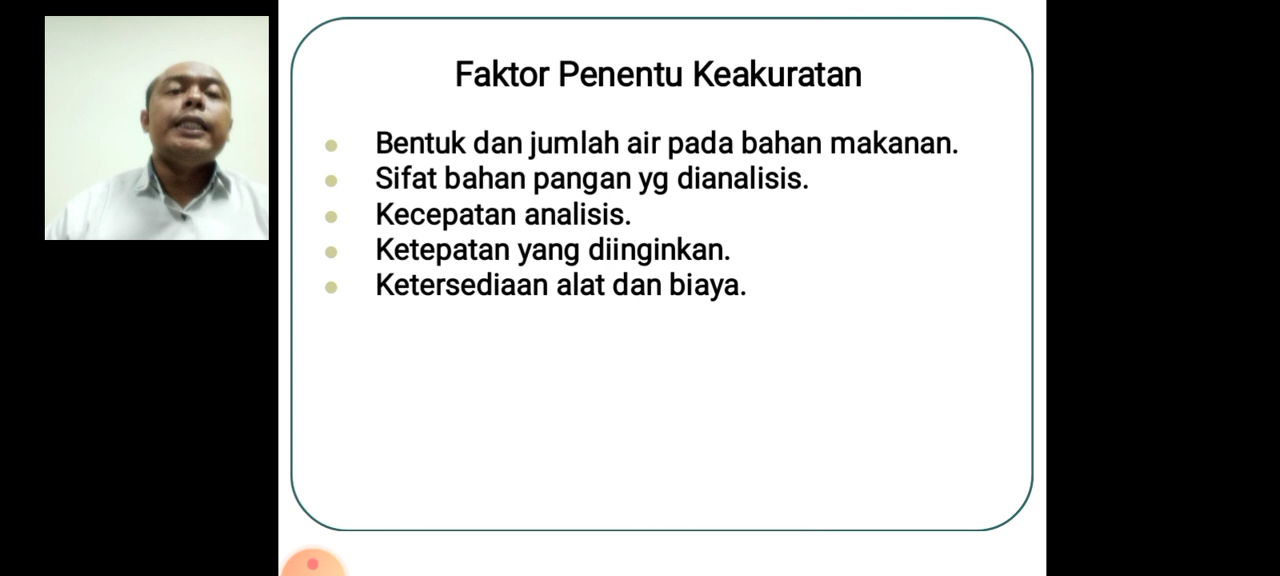 Faktor Penentu Keakuratan
Bentuk dan jumlah air pada bahan makanan.
Sifat bahan pangan yg dianalisis.
Kecepatan analisis.
Ketepatan yang diinginkan.
Ketersediaan alat dan biaya.